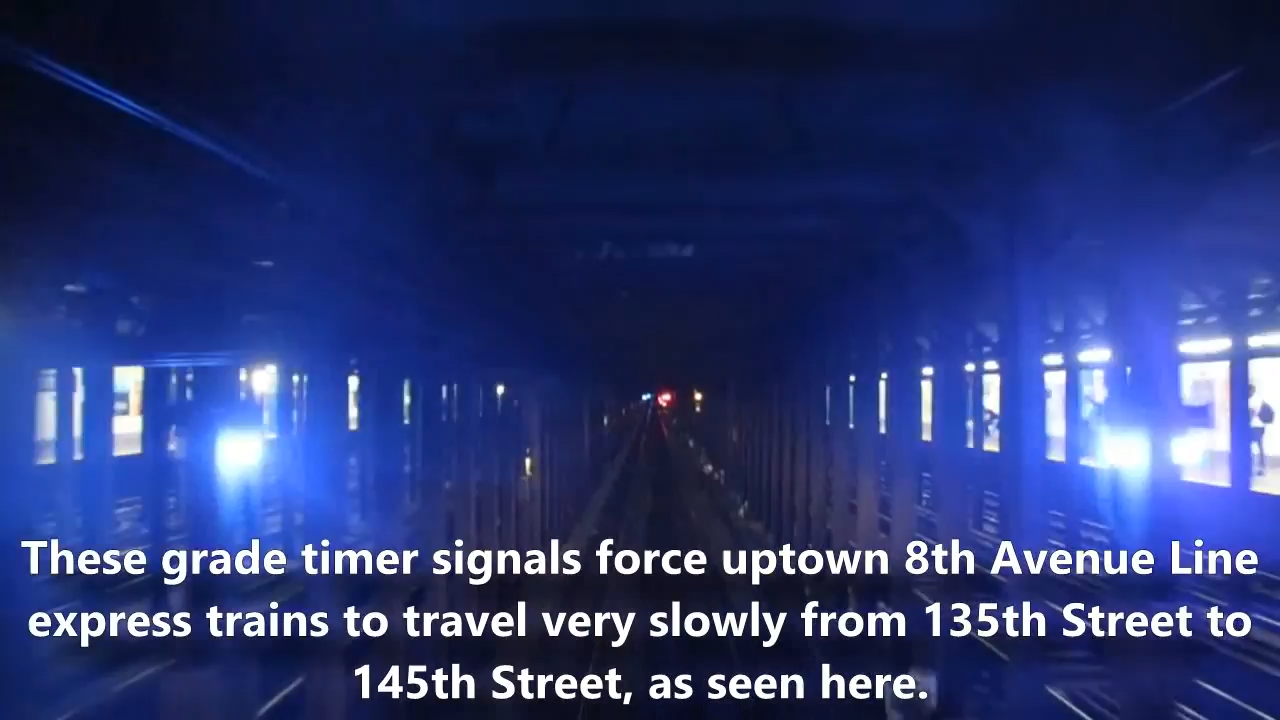 These grade timer signals force uptown 8th Avenue Line
express trains to travel very slowly from 135th Street to
145th Street, as seen here.